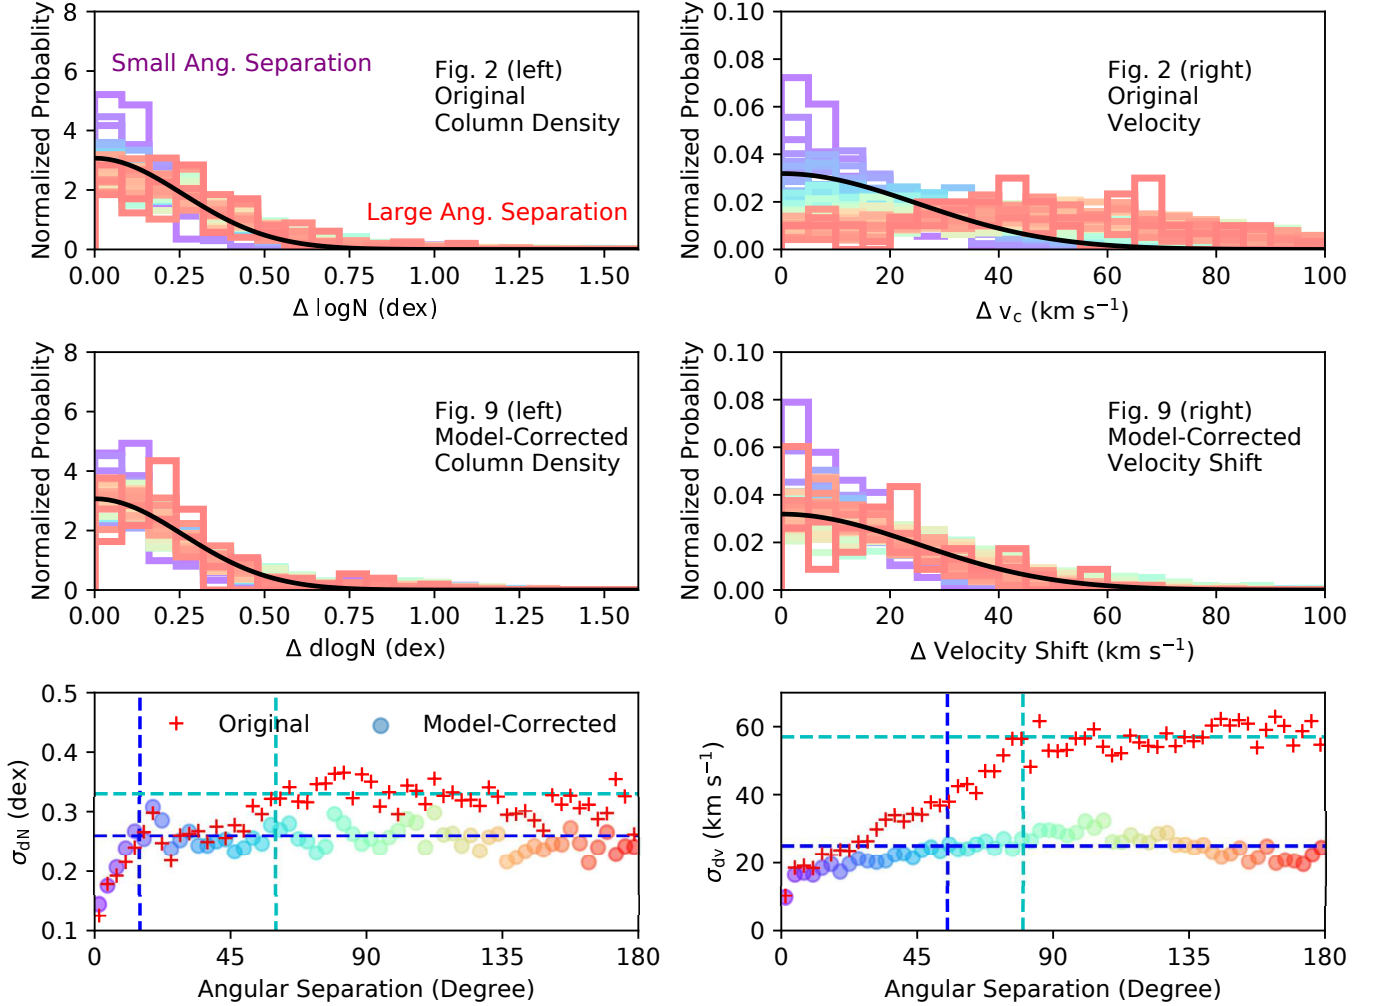 8
6
4
2
0
Normalized Probablity
Small Ang. Separation
Fig. 2 (left)
Original
Column Density
Large Ang. Separation
0.00 0.25 0.50 0.75 1.00 1.25 1.50
Δ logN (dex)
0.10
0.08
0.06
0.04
0.02
0.00
Normalized Probablity
Fig. 2 (right)
Original
Velocity
0 20 40 60 80 100
Δ v_c (km s⁻¹)
8
6
4
2
0
Normalized Probablity
Fig. 9 (left)
Model-Corrected
Column Density
0.00 0.25 0.50 0.75 1.00 1.25 1.50
Δ dlogN (dex)
0.10
0.08
0.06
0.04
0.02
0.00
Normalized Probablity
Fig. 9 (right)
Model-Corrected
Velocity Shift
0 20 40 60 80 100
Δ Velocity Shift (km s⁻¹)
0.5
0.4
0.3
0.2
0.1
σ_dN (dex)
Original Model-Corrected
0 45 90 135 180
Angular Separation (Degree)
60
40
20
0
σ_dv (km s⁻¹)
0 45 90 135 180
Angular Separation (Degree)